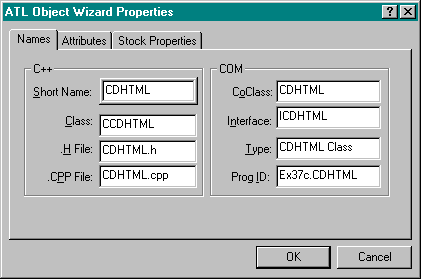 ATL Object Wizard Properties
Names Attributes Stock Properties
C++
Short Name: CDHTML
Class: CCDHTML
.H File: CDHTML.h
.CPP File: CDHTML.cpp
COM
CoClass: CDHTML
Interface: ICDHTML
Type: CDHTML Class
Prog ID: Ex37c.CDHTML
OK Cancel